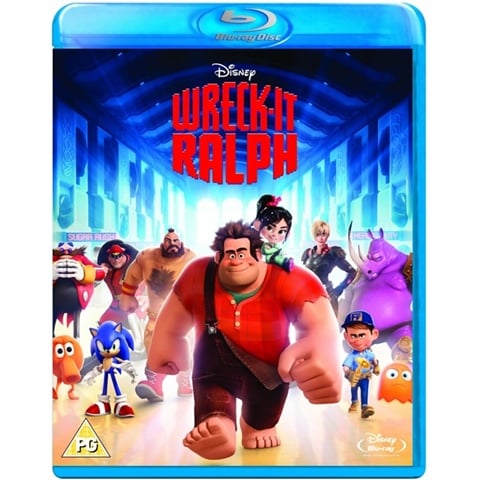 Blu-ray Disc
Disney
WRECK-IT
RALPH
SUGAR RUSH
PG
Disney
Blu-ray